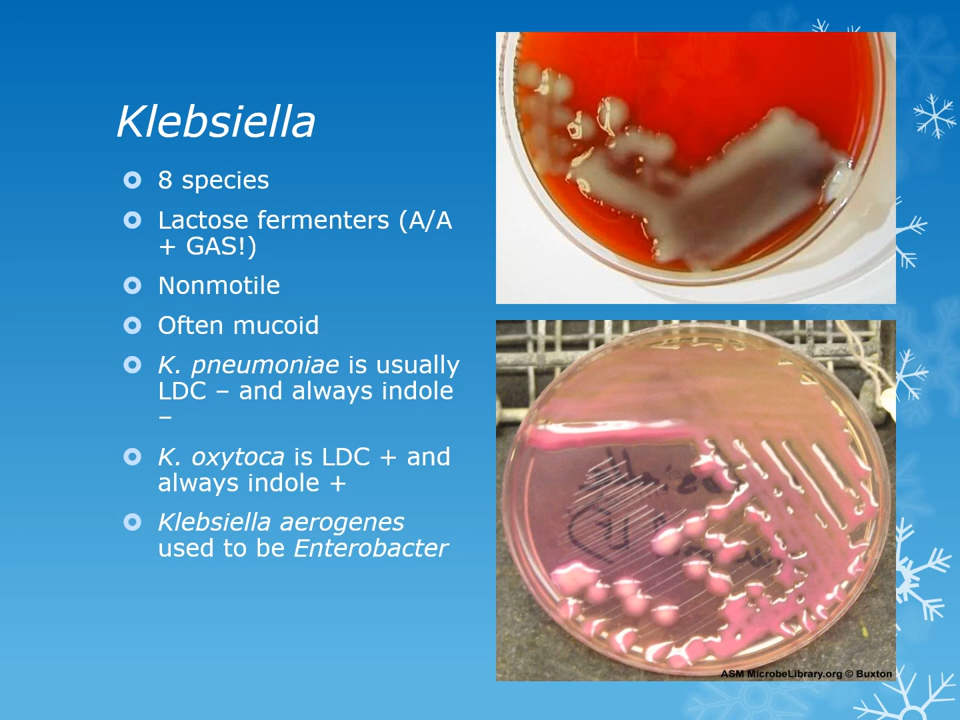 Klebsiella
8 species
Lactose fermenters (A/A
+ GAS!)
Nonmotile
Often mucoid
K. pneumoniae is usually
LDC – and always indole
–
K. oxytoca is LDC + and
always indole +
Klebsiella aerogenes
used to be Enterobacter
ASM MicrobeLibrary.org © Buxton